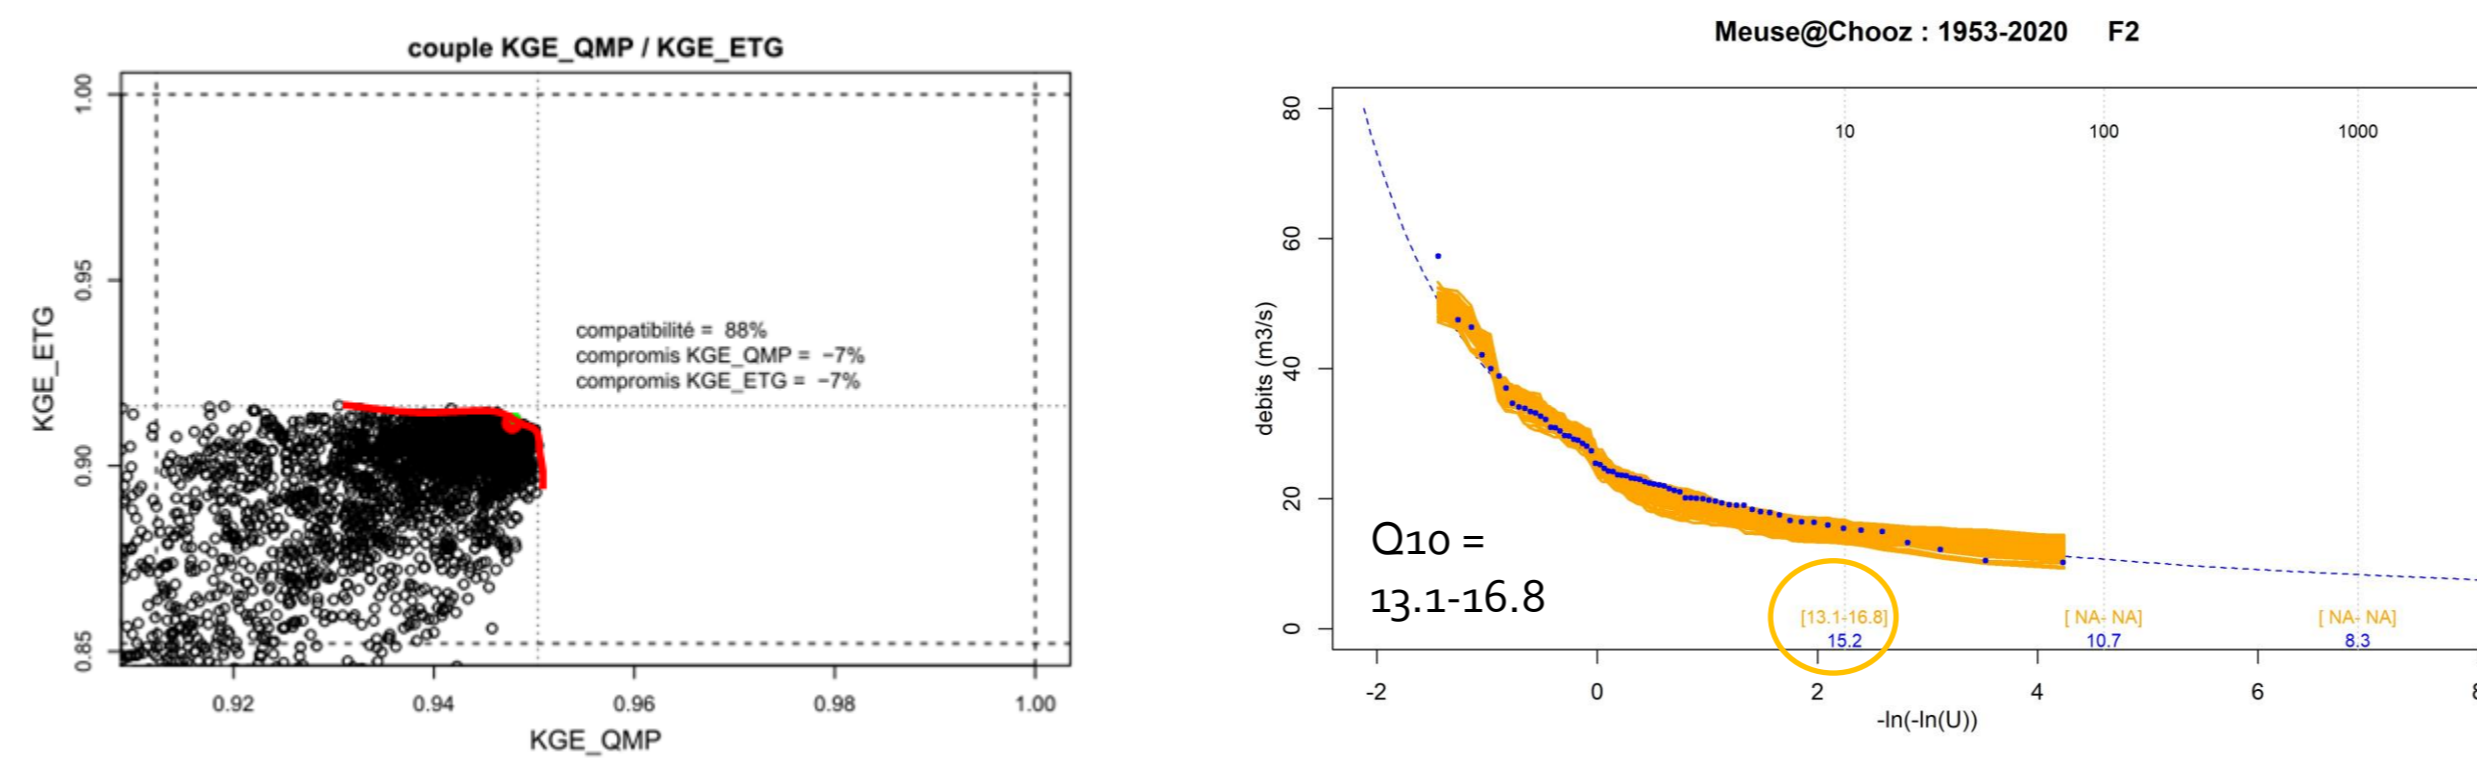 couple KGE_QMP / KGE_ETG
1.00
0.95
0.90
0.85
KGE_ETG
compatibilité = 88%
compromis KGE_QMP = −7%
compromis KGE_ETG = −7%
0.92 0.94 0.96 0.98 1.00
KGE_QMP
Meuse@Chooz : 1953-2020 F2
80
60
40
20
0
debits (m3/s)
10 100 1000
Q10 =
13.1-16.8
[13.1-16.8] [ NA- NA] [ NA- NA]
15.2 10.7 8.3
-2 0 2 4 6 8
-ln(-ln(U))